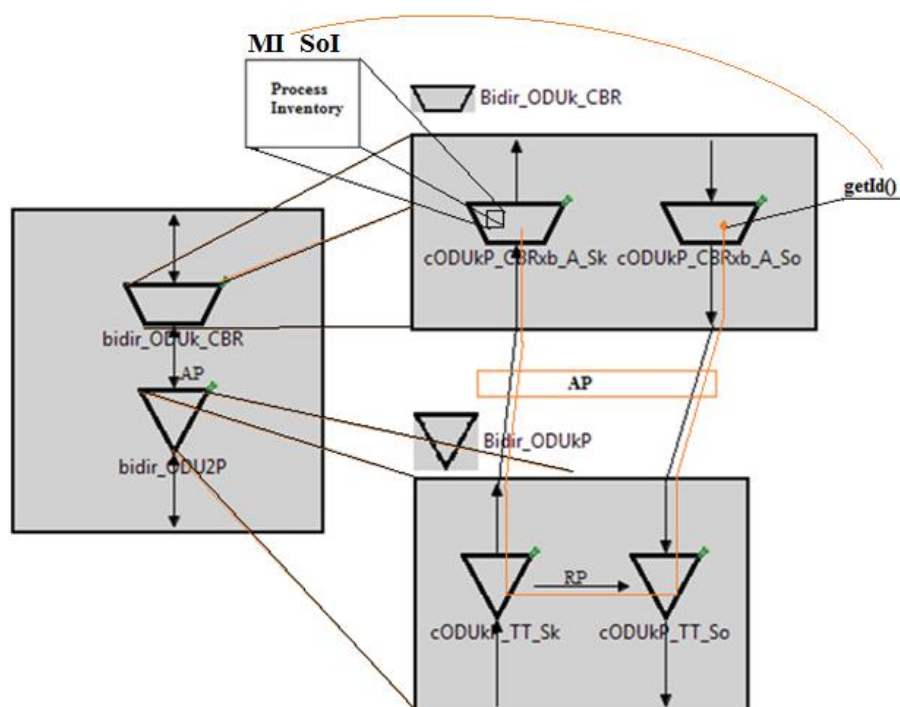 MI SoI
Process
Inventory
Bidir_ODUk_CBR
getId()
cODUkP_CBRxb_A_Sk
cODUkP_CBRxb_A_So
bidir_ODUk_CBR
AP
AP
Bidir_ODUkP
bidir_ODU2P
RP
cODUkP_TT_Sk
cODUkP_TT_So